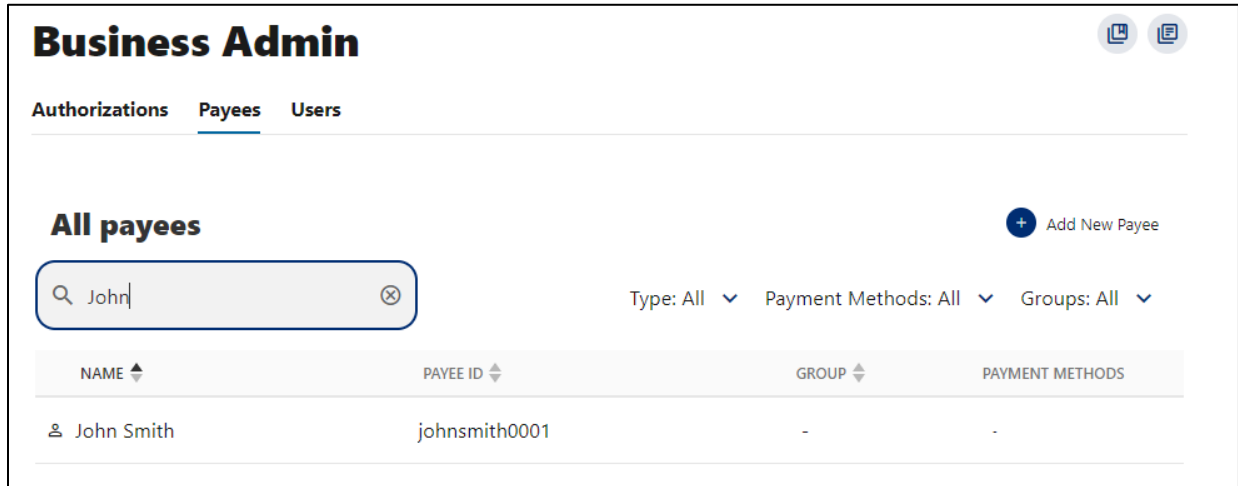 Business Admin
Authorizations Payees Users
All payees
Add New Payee
John
Type: All Payment Methods: All Groups: All
NAME PAYEE ID GROUP PAYMENT METHODS
John Smith johnsmith0001 - -